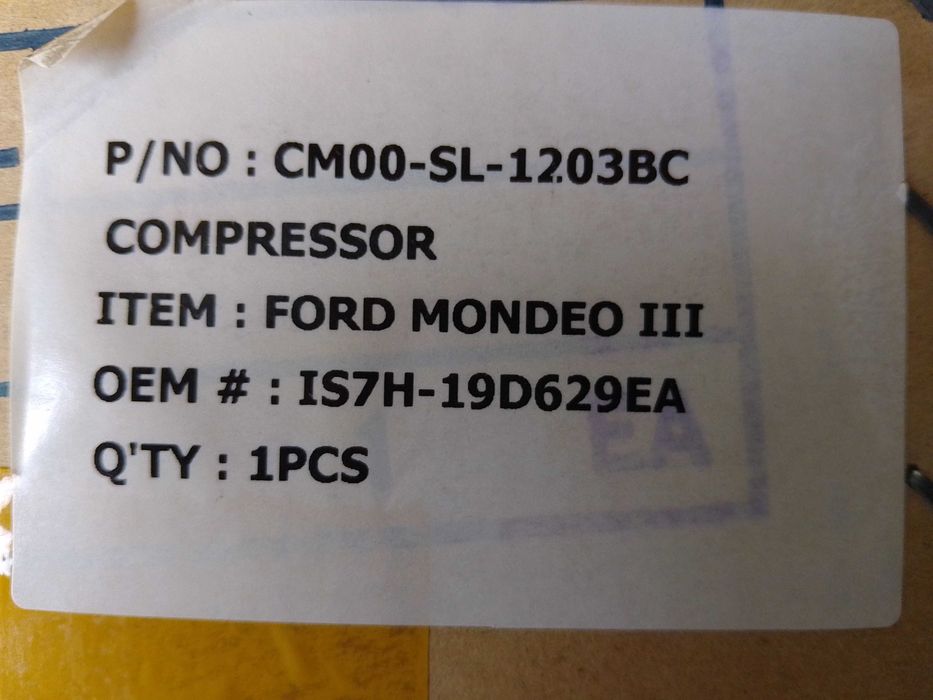 P/NO : CM00-SL-1203BC
COMPRESSOR
ITEM : FORD MONDEO III
OEM # : IS7H-19D629EA
Q'TY : 1PCS